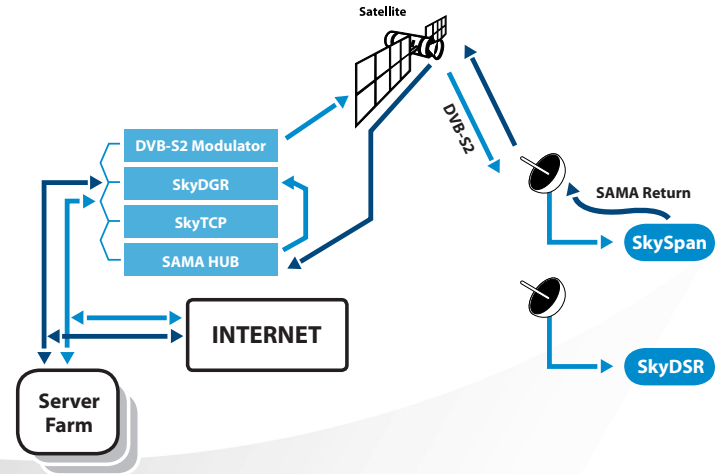 Satellite
DVB-S2
DVB-S2 Modulator
SkyDGR
SkyTCP
SAMA HUB
SAMA Return
SkySpan
INTERNET
SkyDSR
Server
Farm